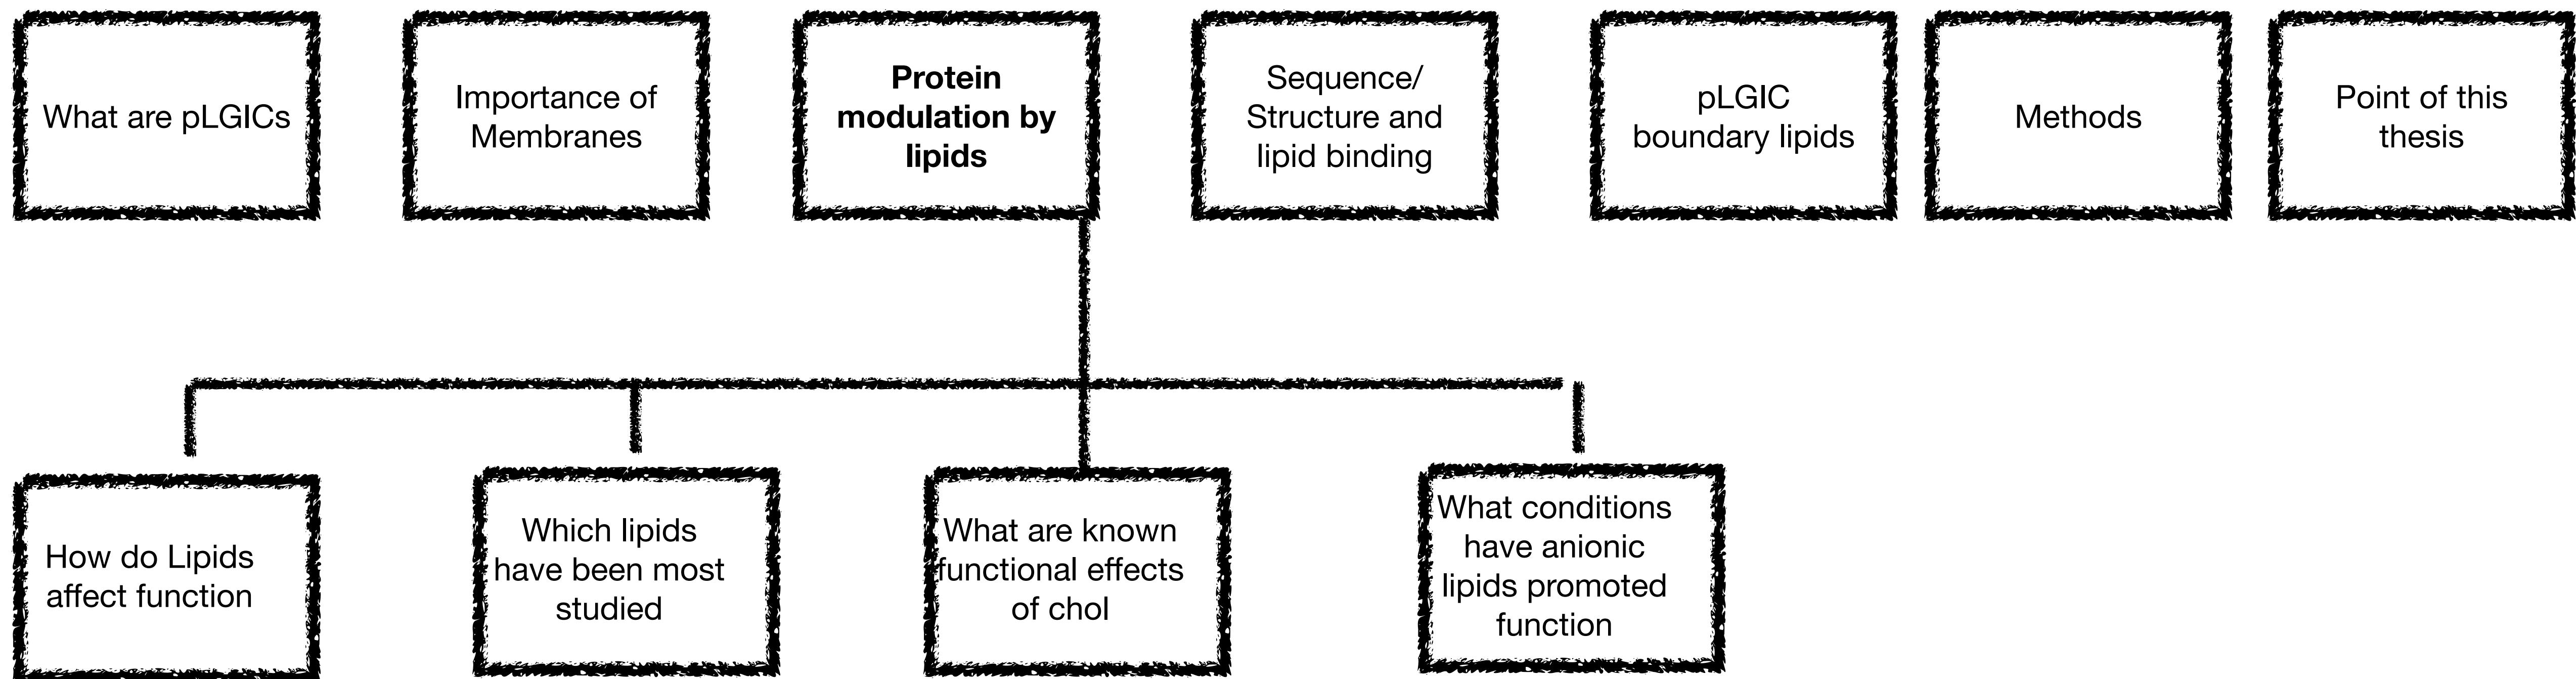 What are pLGICs
Importance of
Membranes
Protein
modulation by
lipids
Sequence/
Structure and
lipid binding
pLGIC
boundary lipids
Methods
Point of this
thesis
How do Lipids
affect function
Which lipids
have been most
studied
What are known
functional effects
of chol
What conditions
have anionic
lipids promoted
function